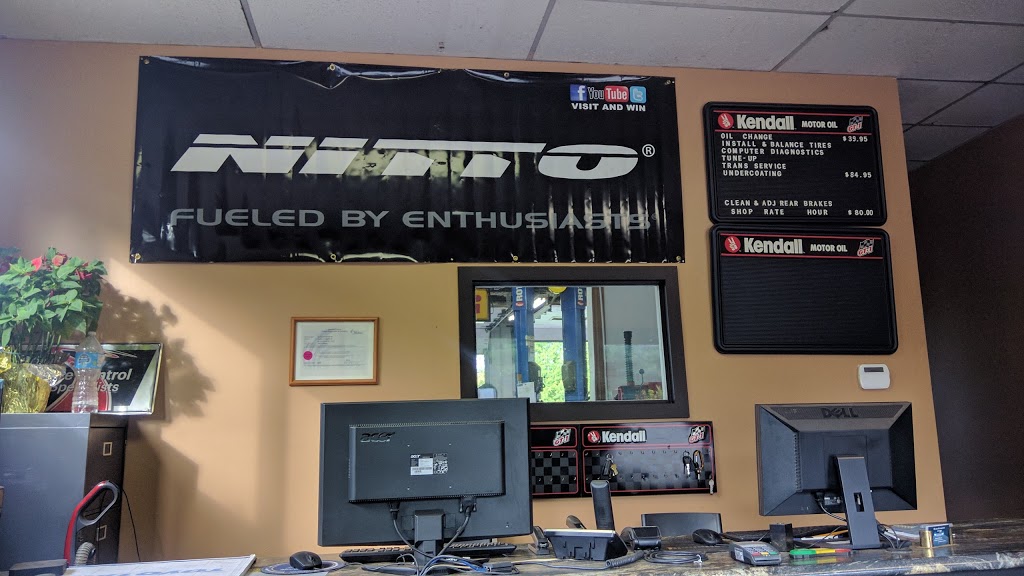 f YouTube t
VISIT AND WIN
NITTO®
FUELED BY ENTHUSIASTS
Kendall MOTOR OIL
OIL CHANGE $39.95
INSTALL & BALANCE TIRES
COMPUTER DIAGNOSTICS
TUNE-UP
TRANS SERVICE
UNDERCOATING $84.95
CLEAN & ADJ REAR BRAKES
SHOP RATE HOUR $ 80.00
Kendall MOTOR OIL
Kendall
acer
DELL